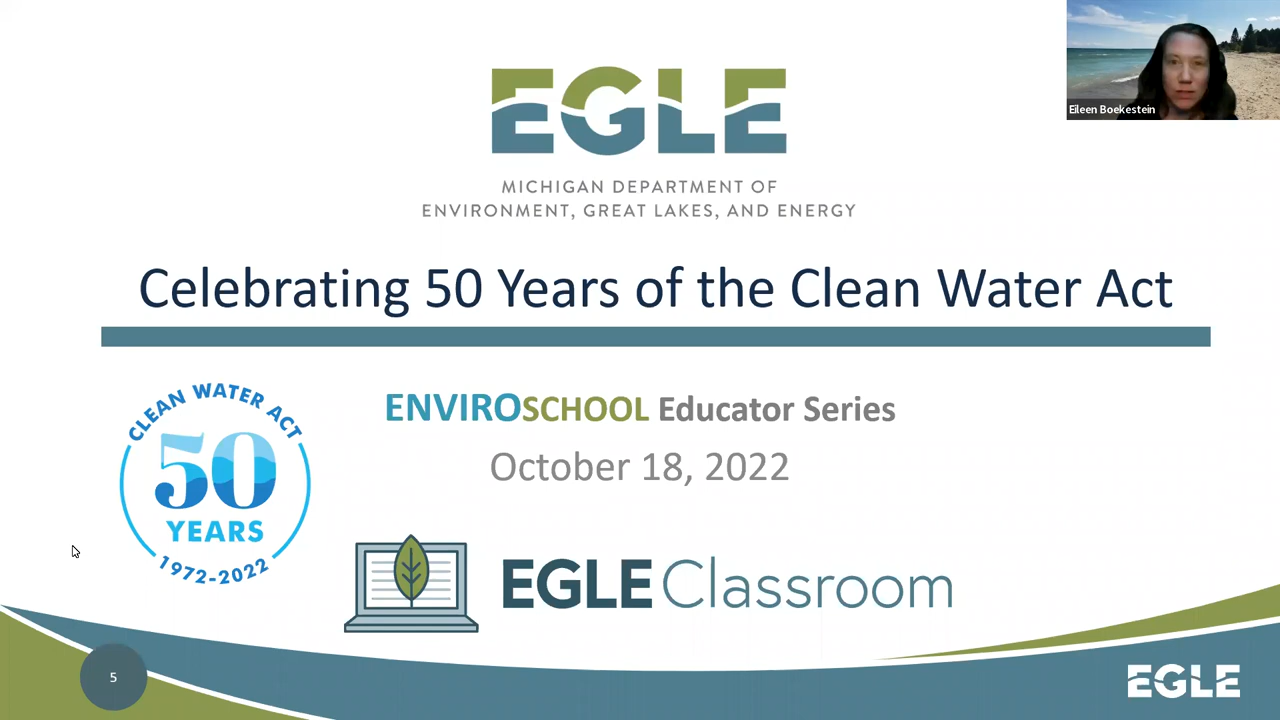 EGLE
MICHIGAN DEPARTMENT OF
ENVIRONMENT, GREAT LAKES, AND ENERGY
Eileen Boekestein
Celebrating 50 Years of the Clean Water Act
CLEAN WATER ACT
50
YEARS
1972-2022
ENVIROSCHOOL Educator Series
October 18, 2022
EGLE Classroom
5
EGLE